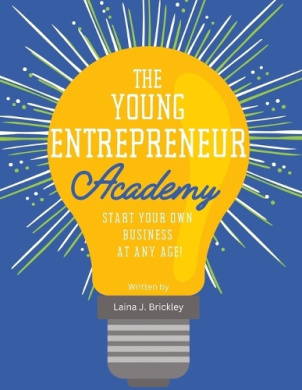 THE
YOUNG
ENTREPRENEUR
Academy
START YOUR OWN
BUSINESS
AT ANY AGE!
Written by
Laina J. Brickley